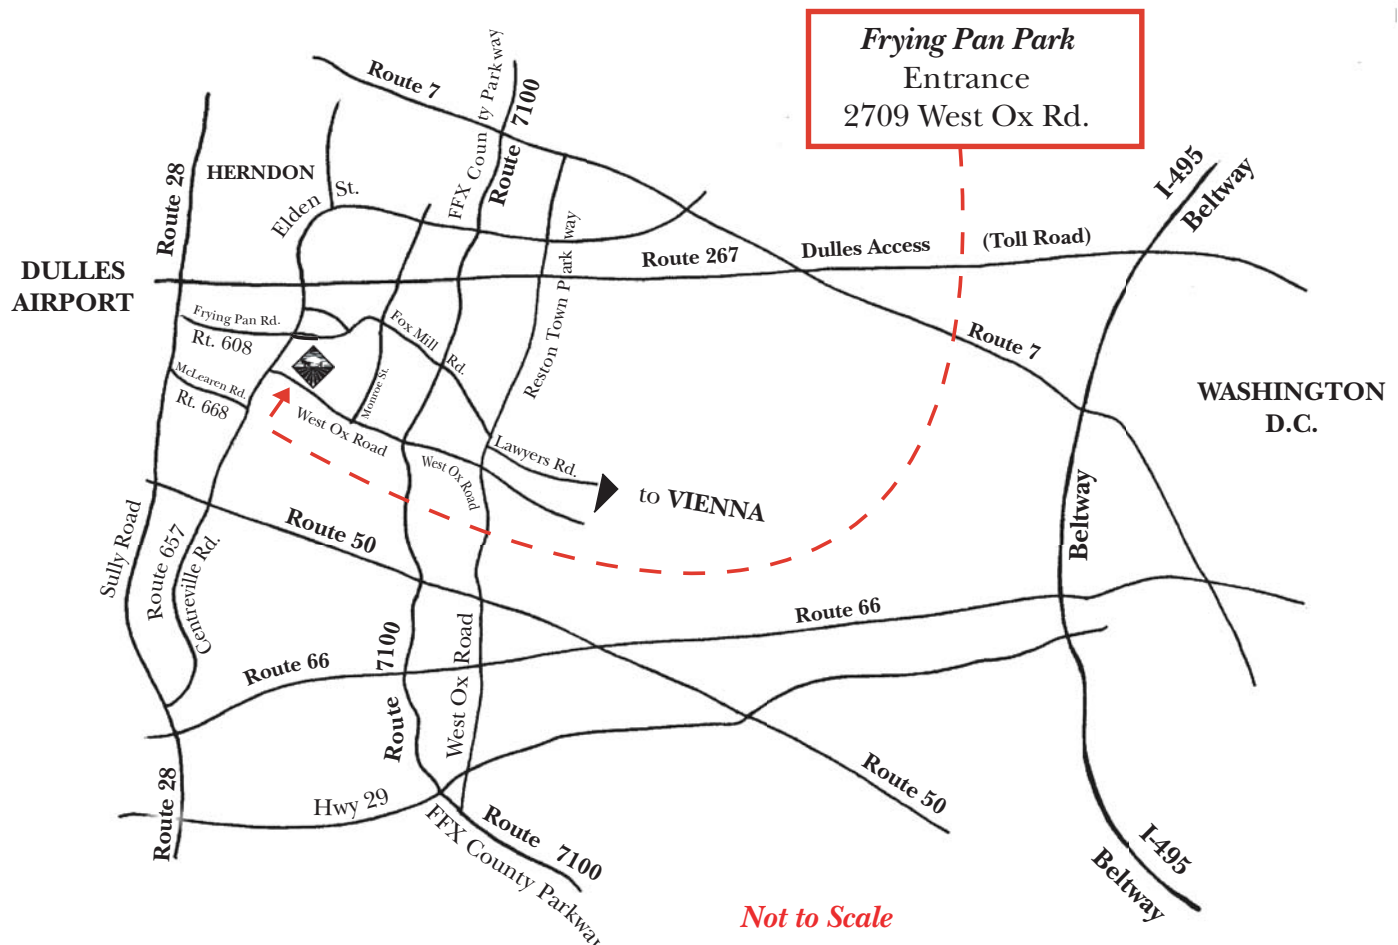 Frying Pan Park
Entrance
2709 West Ox Rd.
Route 7
FFX County Parkway
Route 7100
I-495
Beltway
HERNDON
Elden St.
Route 28
Route 267
Dulles Access
(Toll Road)
DULLES
AIRPORT
Reston Town Park way
Frying Pan Rd.
Rt. 608
Fox Mill Rd.
Route 7
McLearen Rd.
Rt. 668
Monroe St.
West Ox Road
WASHINGTON
D.C.
West Ox Road
Lawyers Rd.
to VIENNA
Beltway
Route 50
Sully Road
Route 657
Centreville Rd.
Route 66
Route 66
Route 7100
West Ox Road
Route 50
Route 28
Hwy 29
Route 7100
FFX County Parkway
I-495
Beltway
Not to Scale